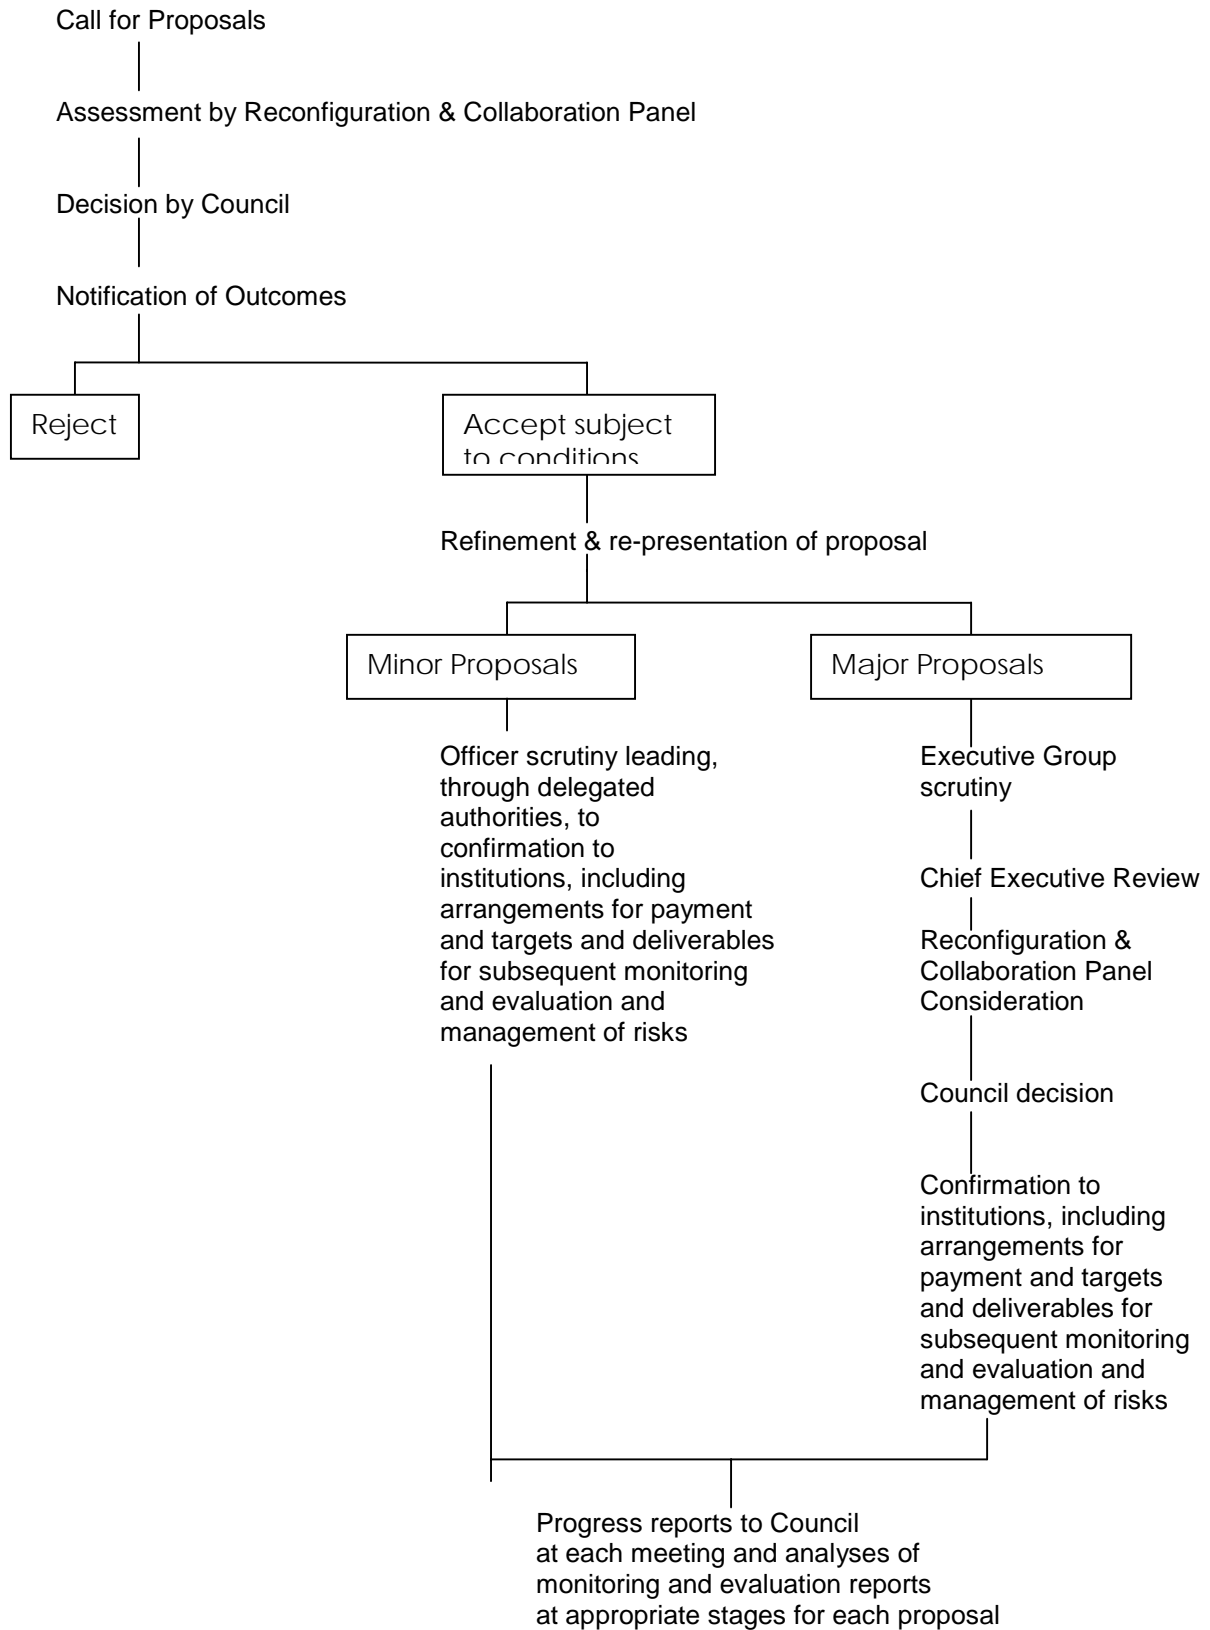 Call for Proposals
Assessment by Reconfiguration & Collaboration Panel
Decision by Council
Notification of Outcomes
Reject
Accept subject
to conditions
Refinement & re-presentation of proposal
Minor Proposals
Major Proposals
Officer scrutiny leading,
through delegated
authorities, to
confirmation to
institutions, including
arrangements for payment
and targets and deliverables
for subsequent monitoring
and evaluation and
management of risks
Executive Group
scrutiny
Chief Executive Review
Reconfiguration &
Collaboration Panel
Consideration
Council decision
Confirmation to
institutions, including
arrangements for
payment and targets
and deliverables for
subsequent monitoring
and evaluation and
management of risks
Progress reports to Council
at each meeting and analyses of
monitoring and evaluation reports
at appropriate stages for each proposal